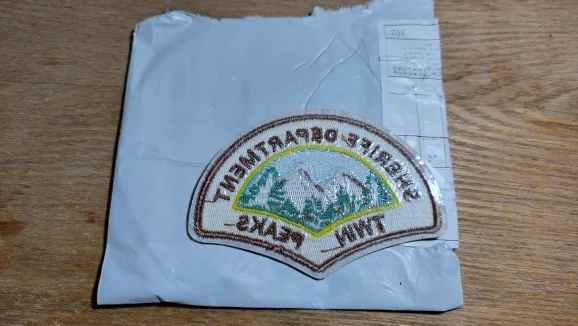 SHERIFF DEPARTMENT
TWIN PEAKS